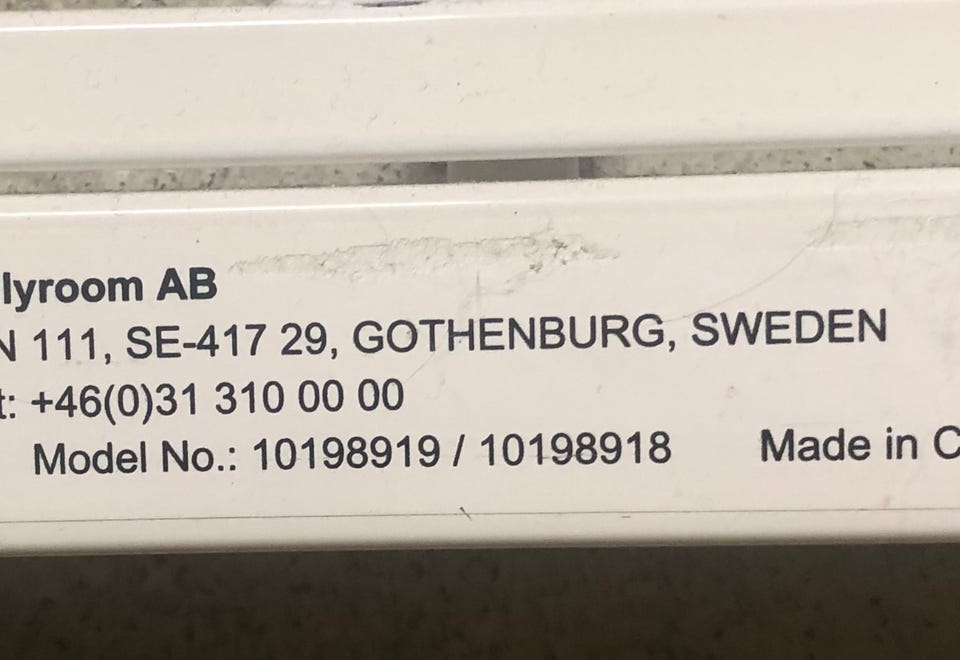 lyroom AB
N 111, SE-417 29, GOTHENBURG, SWEDEN
t: +46(0)31 310 00 00
Model No.: 10198919 / 10198918 Made in C